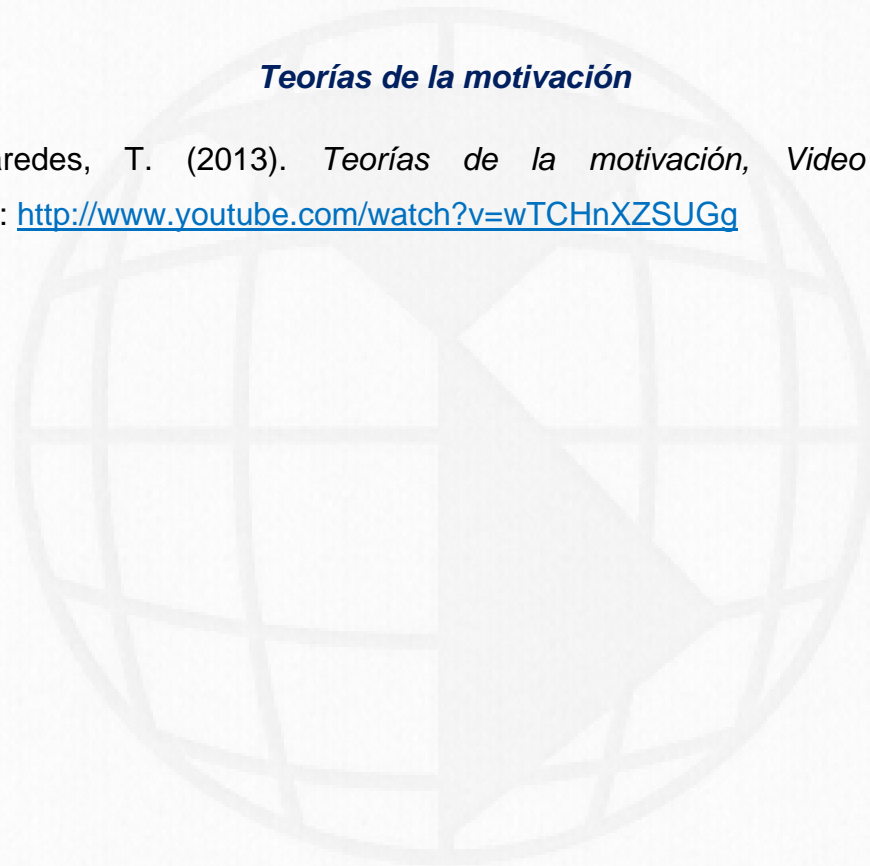 Teorías de la motivación
aredes, T. (2013). Teorías de la motivación, Video
: http://www.youtube.com/watch?v=wTCHnXZSUGg